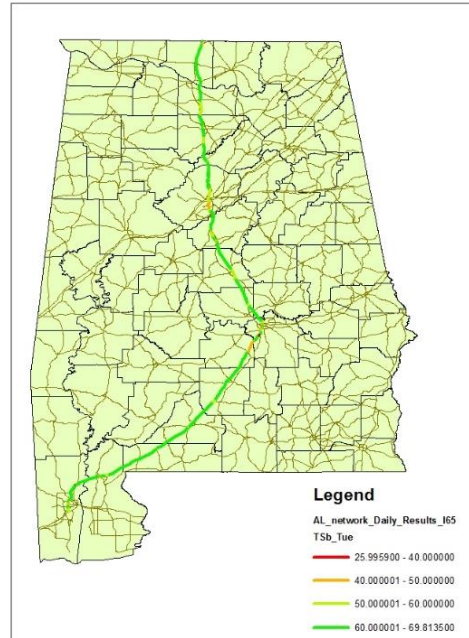 Legend
AL_network_Daily_Results_I65
TSb_Tue
25.995900 - 40.000000
40.000001 - 50.000000
50.000001 - 60.000000
60.000001 - 69.813500